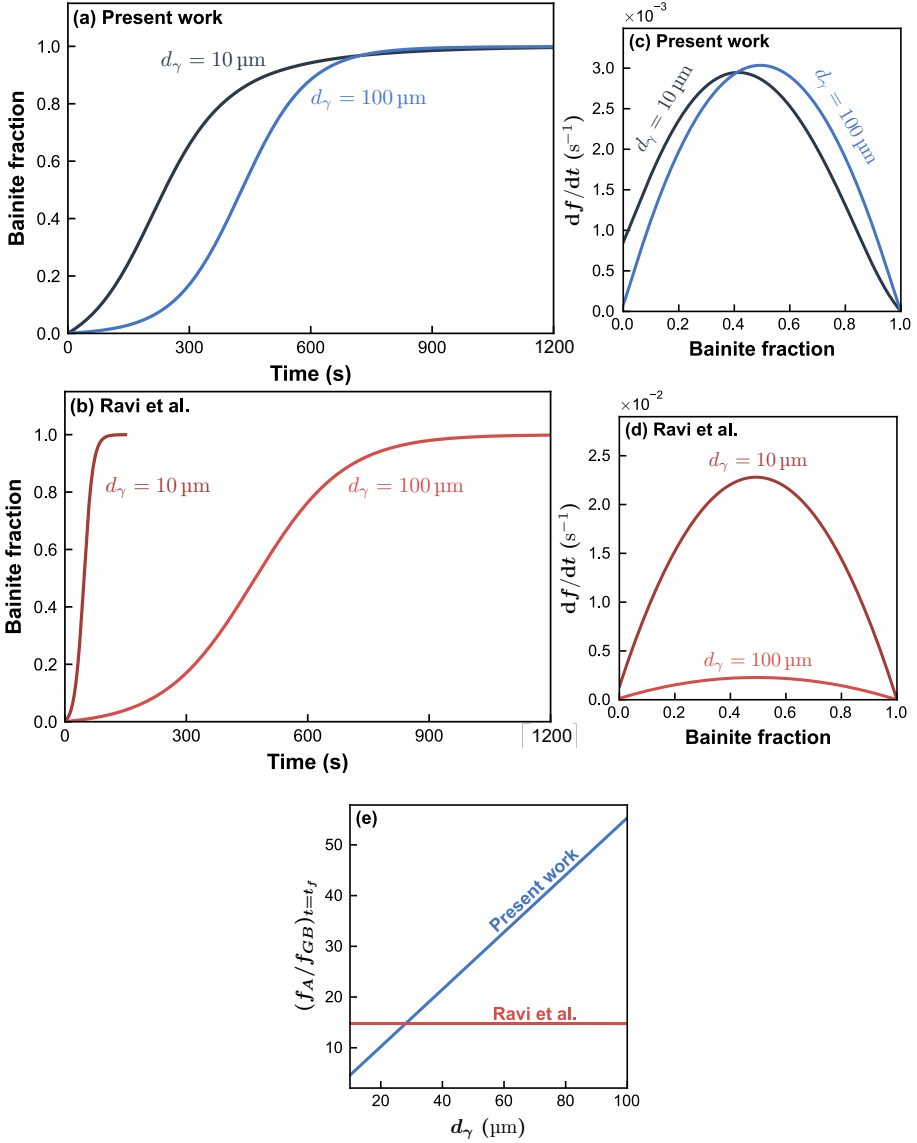 (a) Present work
d_γ = 10 µm
d_γ = 100 µm
Bainite fraction
1.0
0.8
0.6
0.4
0.2
0.0
0 300 600 900 1200
Time (s)
×10⁻³
(c) Present work
d_γ = 10 µm
d_γ = 100 µm
df/dt (s⁻¹)
3.0
2.5
2.0
1.5
1.0
0.5
0.0
0.0 0.2 0.4 0.6 0.8 1.0
Bainite fraction
(b) Ravi et al.
d_γ = 10 µm
d_γ = 100 µm
Bainite fraction
1.0
0.8
0.6
0.4
0.2
0.0
0 300 600 900 1200
Time (s)
×10⁻²
(d) Ravi et al.
d_γ = 10 µm
d_γ = 100 µm
df/dt (s⁻¹)
2.5
2.0
1.5
1.0
0.5
0.0
0.0 0.2 0.4 0.6 0.8 1.0
Bainite fraction
(e)
Present work
Ravi et al.
(f_A/f_GB)_{t=t_f}
50
40
30
20
10
20 40 60 80 100
d_γ (µm)